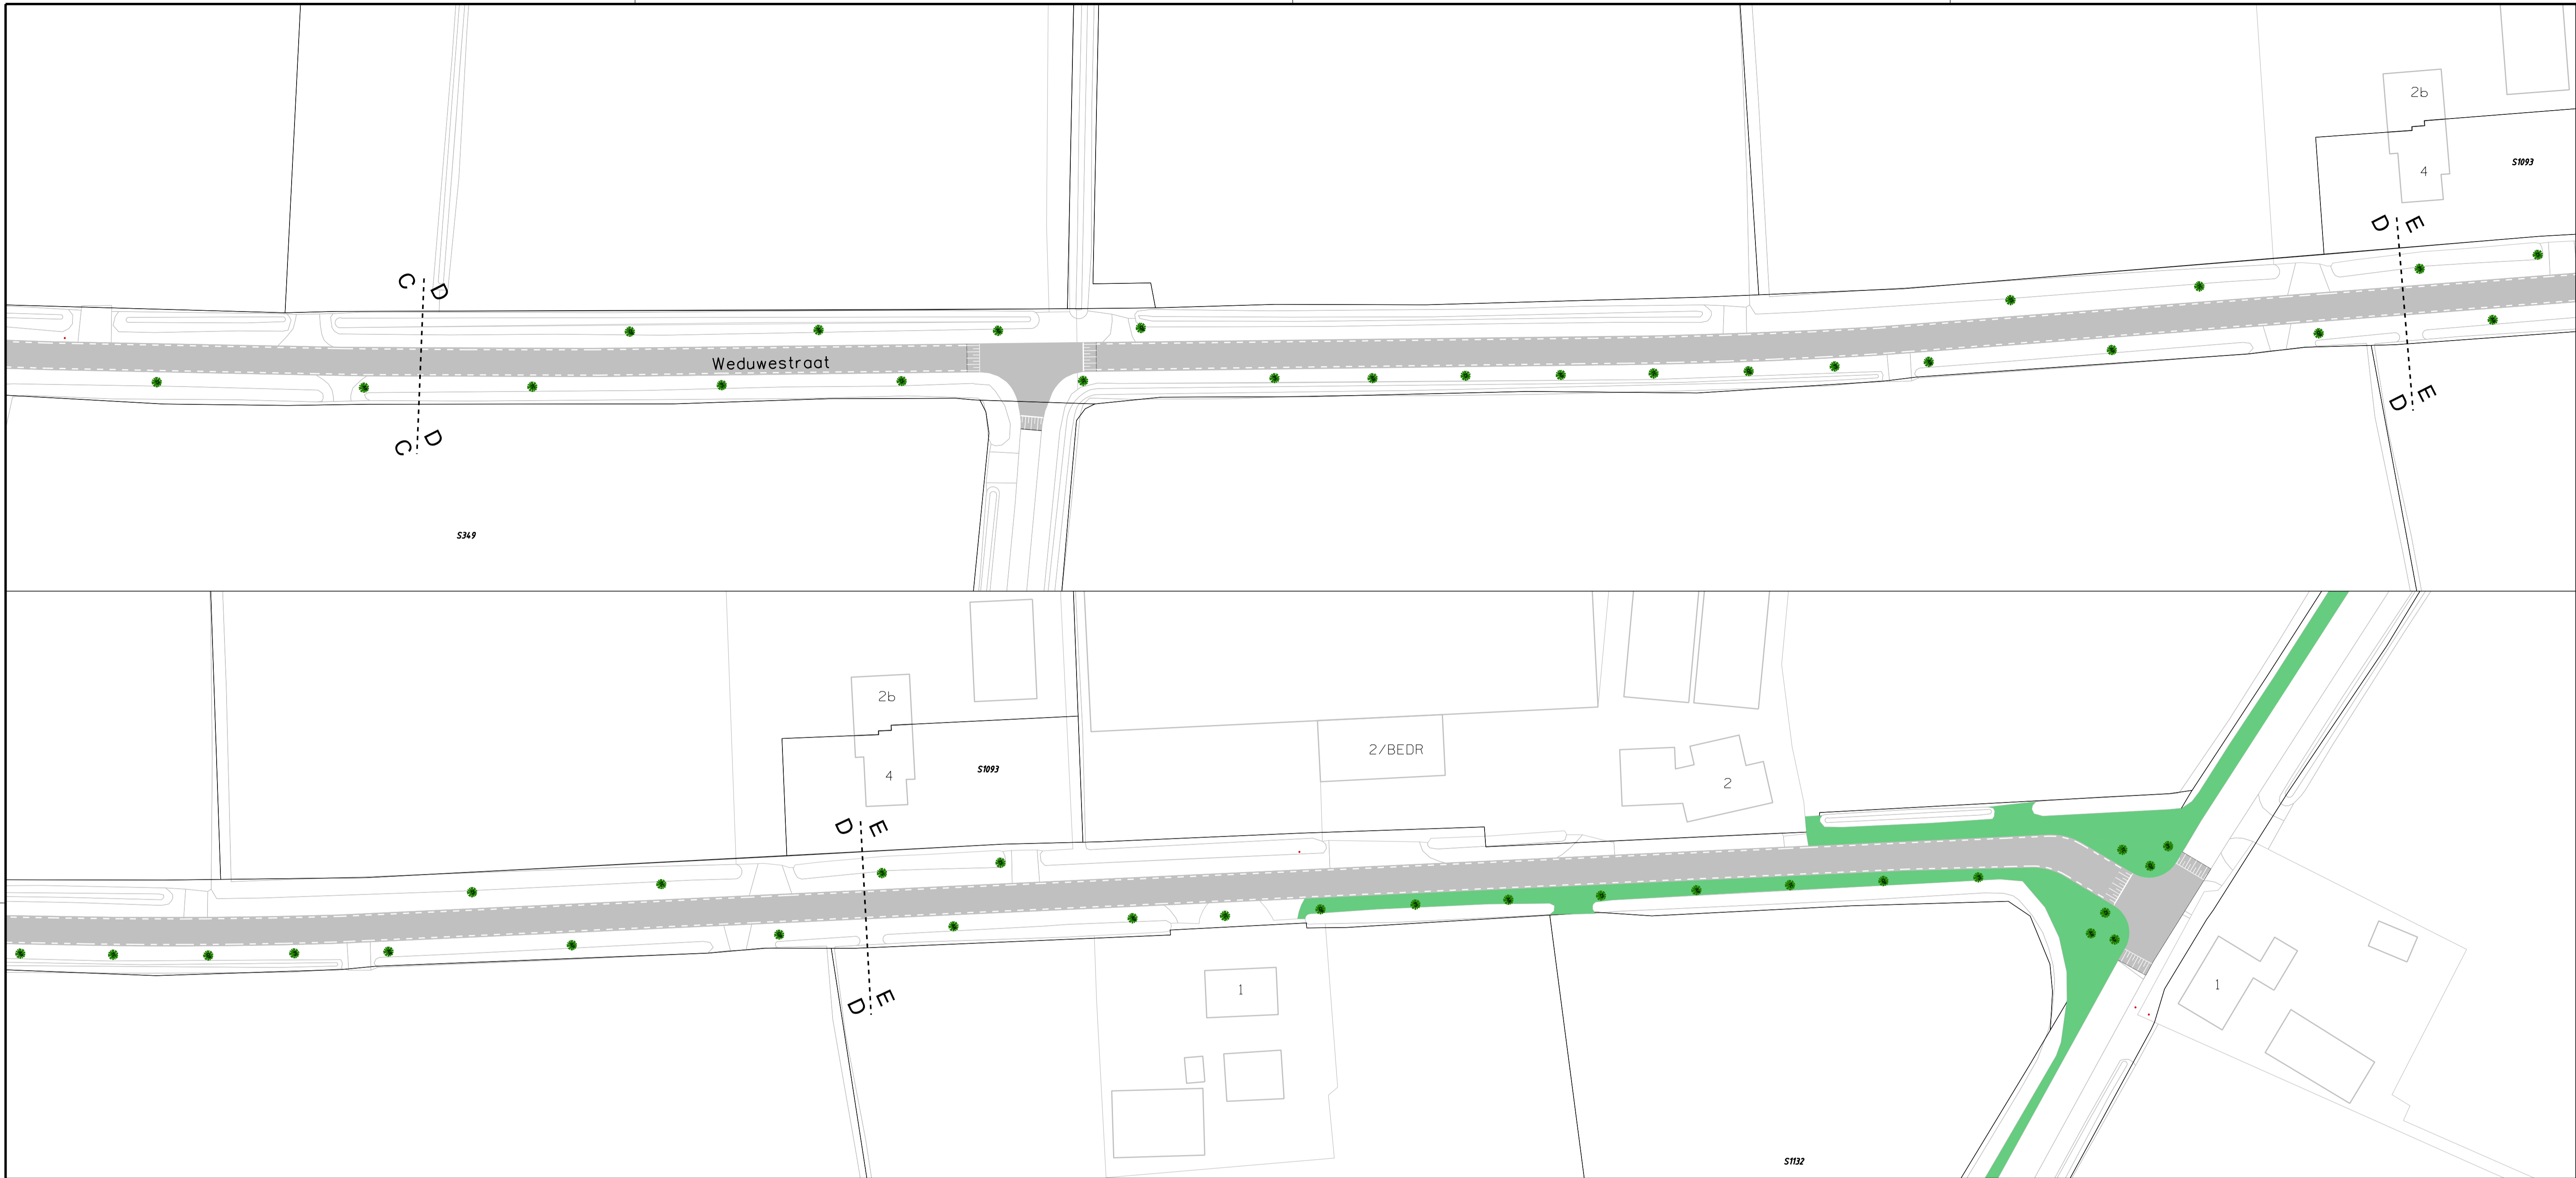 2b
4
S1093
D E
C D
Weduwestraat
D E
C D
S349
2b
2/BEDR
4
S1093
2
D E
1
1
D E
S1132